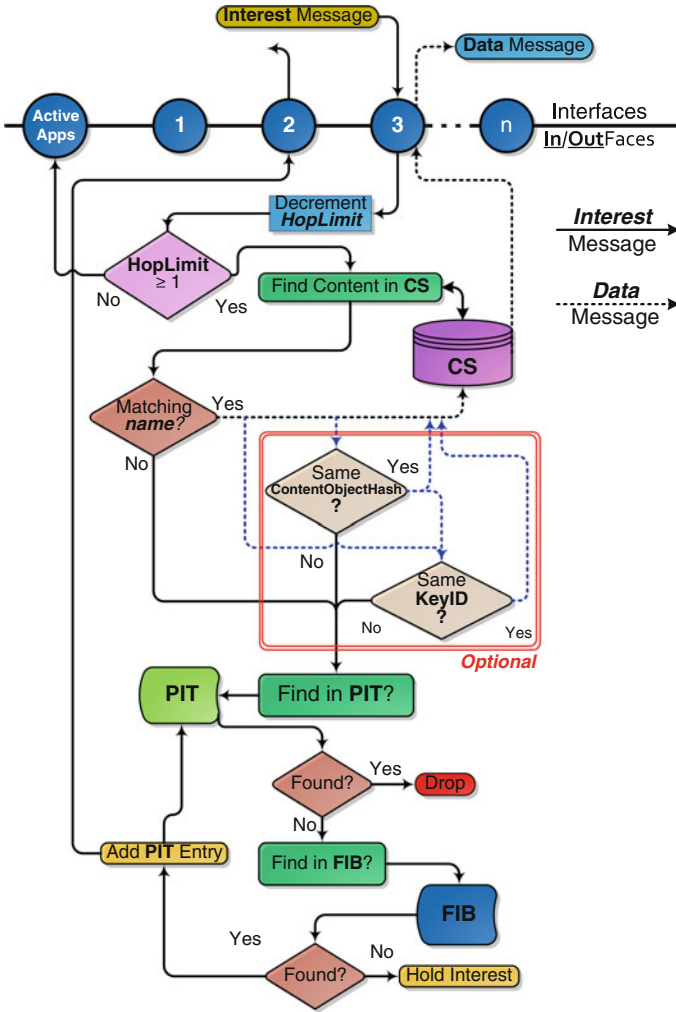 Interest Message
Data Message
Active
Apps
1
2
3
n
Interfaces
In/OutFaces
Decrement
HopLimit
Interest
Message
HopLimit
≥ 1
No
Yes
Find Content in CS
Data
Message
CS
Matching
name?
Yes
No
Same
ContentObjectHash
?
Yes
No
Same
KeyID
?
No
Yes
Optional
PIT
Find in PIT?
Found?
Yes
Drop
No
Add PIT Entry
Find in FIB?
FIB
Yes
Found?
No
Hold Interest